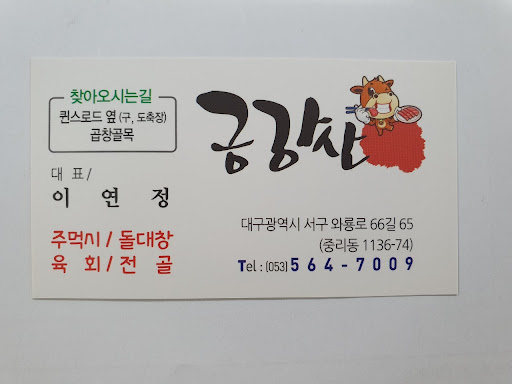 찾아오시는길
퀸스로드 옆 (구, 도축장)
곱창골목
대 표/
이 연 정
주먹시/ 돌대창
육 회/ 전 골
금강산
대구광역시 서구 와룡로 66길 65
(중리동 1136-74)
Tel : (053) 564-7009